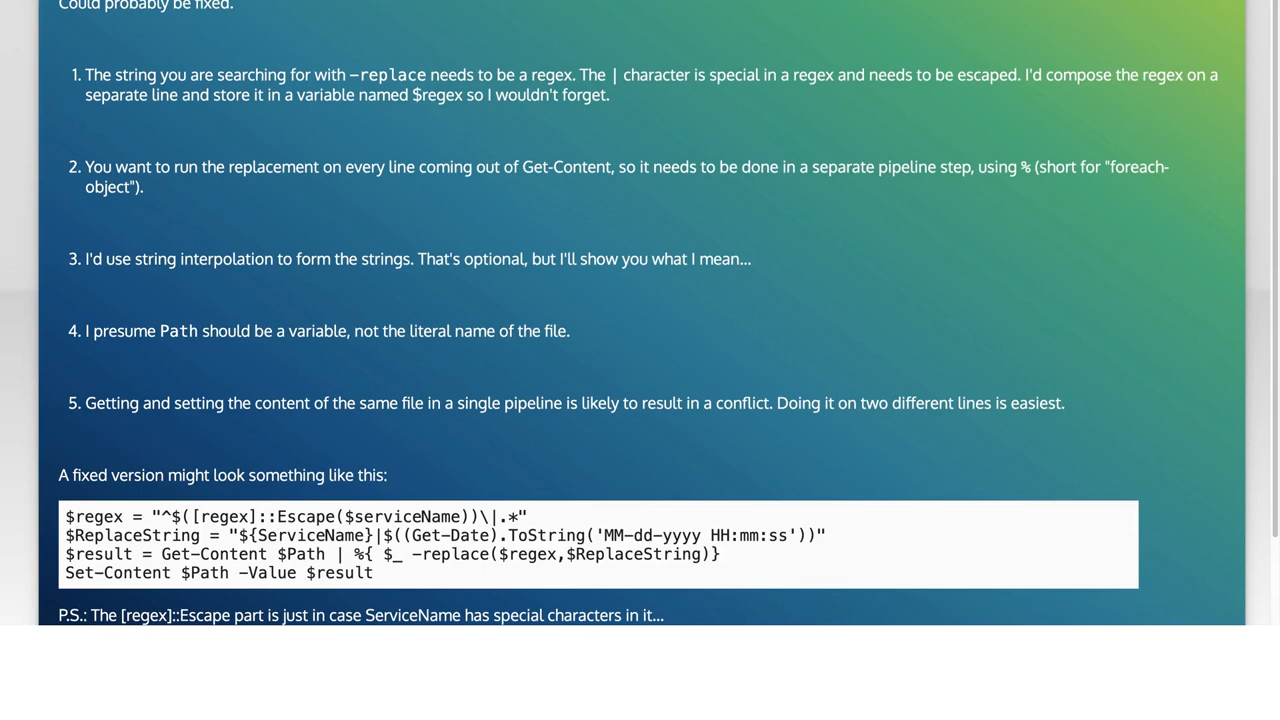 Could probably be fixed.
1. The string you are searching for with –replace needs to be a regex. The | character is special in a regex and needs to be escaped. I'd compose the regex on a
separate line and store it in a variable named $regex so I wouldn't forget.
2. You want to run the replacement on every line coming out of Get-Content, so it needs to be done in a separate pipeline step, using % (short for "foreach-
object").
3. I'd use string interpolation to form the strings. That's optional, but I'll show you what I mean...
4. I presume Path should be a variable, not the literal name of the file.
5. Getting and setting the content of the same file in a single pipeline is likely to result in a conflict. Doing it on two different lines is easiest.
A fixed version might look something like this:
$regex = "^$([regex]::Escape($serviceName))\|.*"
$ReplaceString = "${ServiceName}|$((Get-Date).ToString('MM-dd-yyyy HH:mm:ss'))"
$result = Get-Content $Path | %{ $_ -replace($regex,$ReplaceString)}
Set-Content $Path -Value $result
P.S.: The [regex]::Escape part is just in case ServiceName has special characters in it...